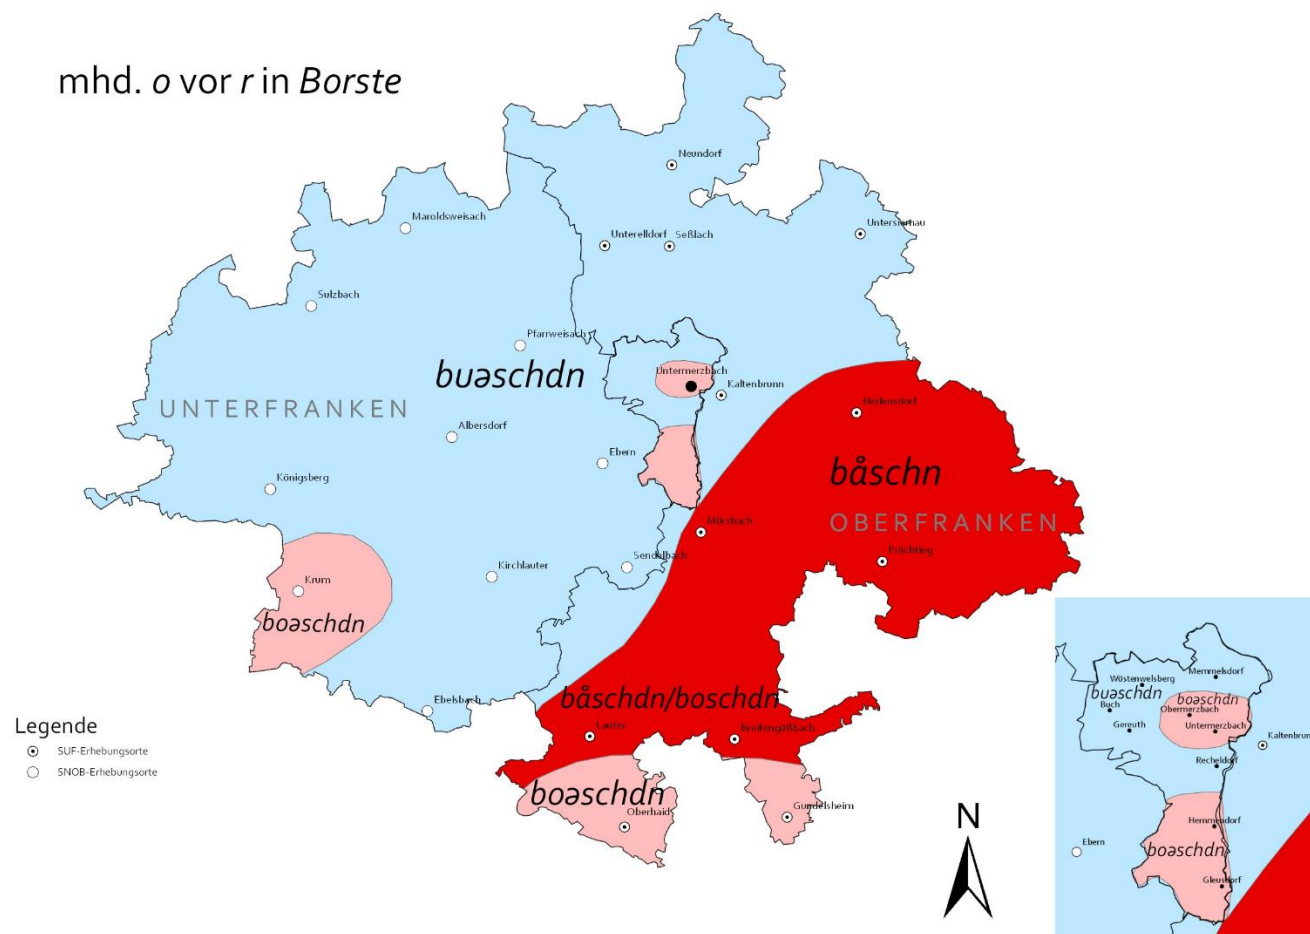 mhd. o vor r in Borste
Neundorf
Maroldsweisach
Untersiemau
Unterelldorf
Seßlach
Sulzbach
Pfarrweisach
buəschdn
Untermerzbach
Kaltenbrunn
UNTERFRANKEN
Nedensdorf
Albersdorf
Ebern
båschn
Königsberg
OBERFRANKEN
Mürsbach
Sendelbach
Prächting
Kirchlauter
Krum
boəschdn
Ebelsbach
båschdn/boschdn
Lauter
Breitengüßbach
boəschdn
Oberhaid
Gundelsheim
Legende
SUF-Erhebungsorte
SNOB-Erhebungsorte
N
Memmelsdorf
Wüstenwelsberg
buəschdn
boəschdn
Buch
Obermerzbach
Gereuth
Untermerzbach
Kaltenbrunn
Recheldorf
Hemmendorf
Ebern
boəschdn
Gleusdorf